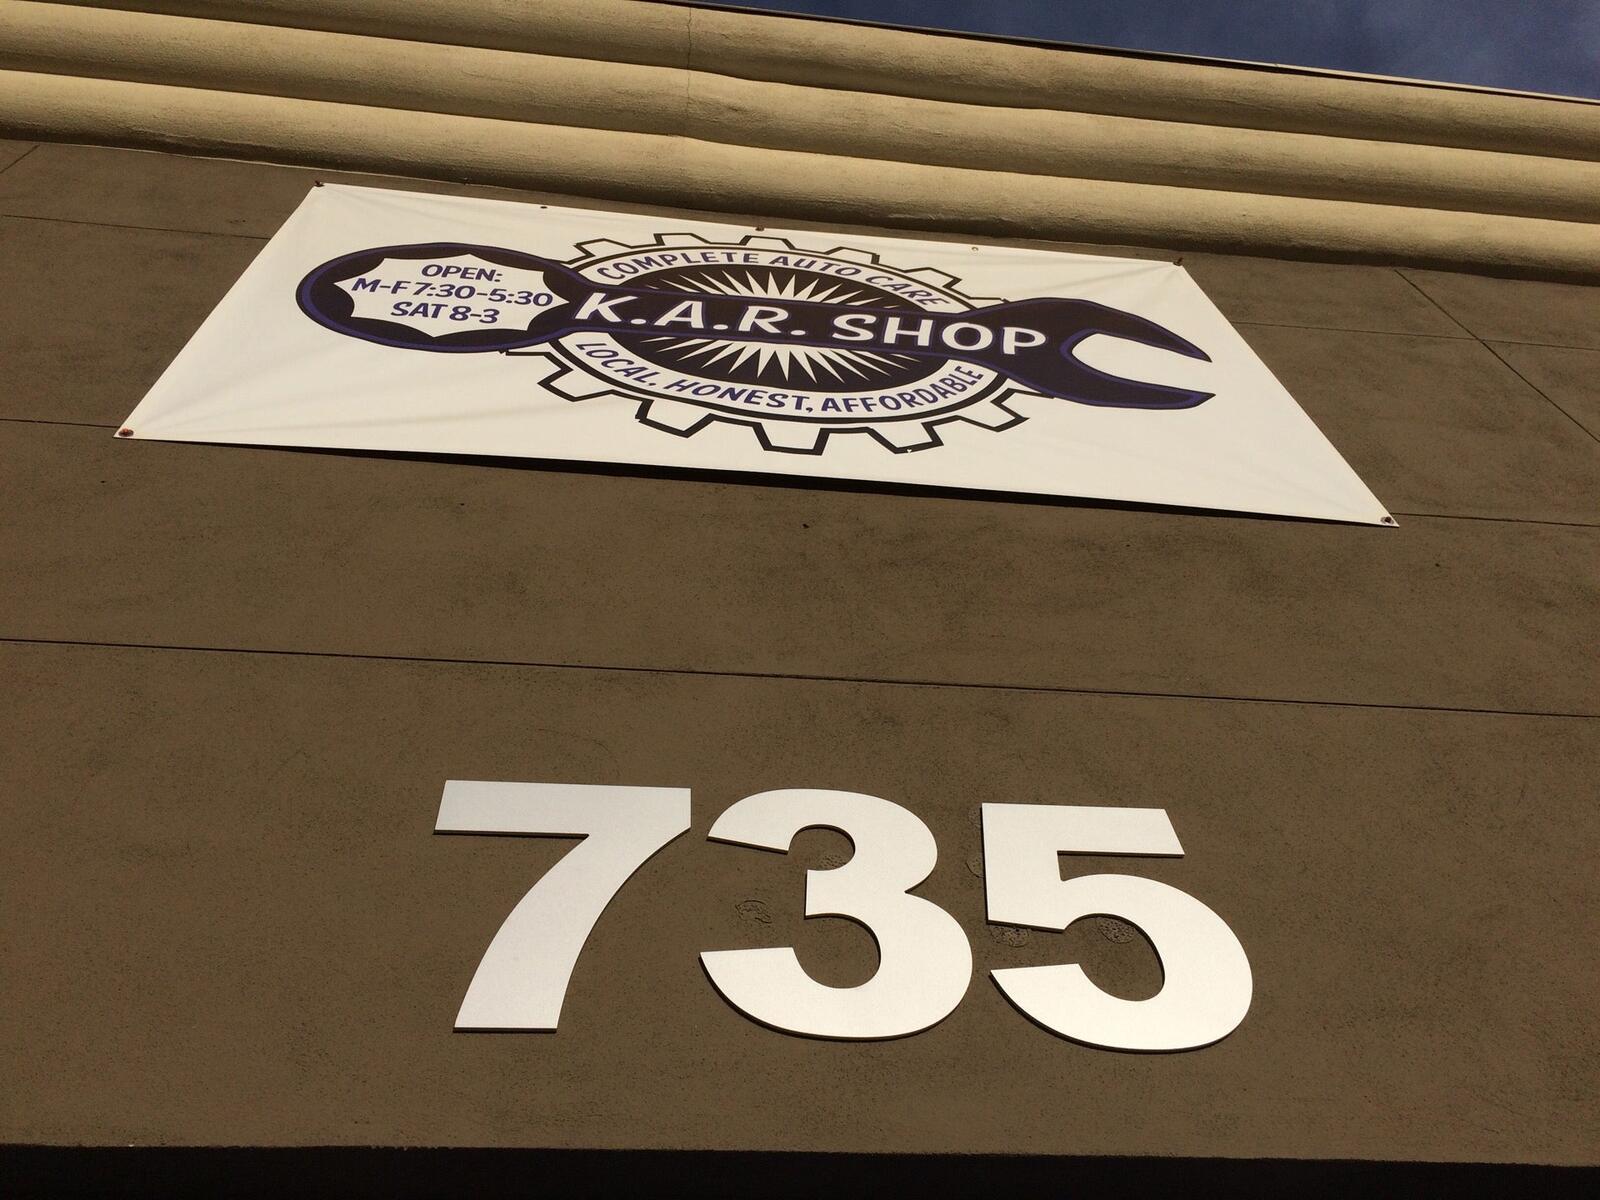 COMPLETE AUTO CARE
OPEN:
M-F 7:30-5:30
SAT 8-3
K.A.R. SHOP
LOCAL, HONEST, AFFORDABLE
735